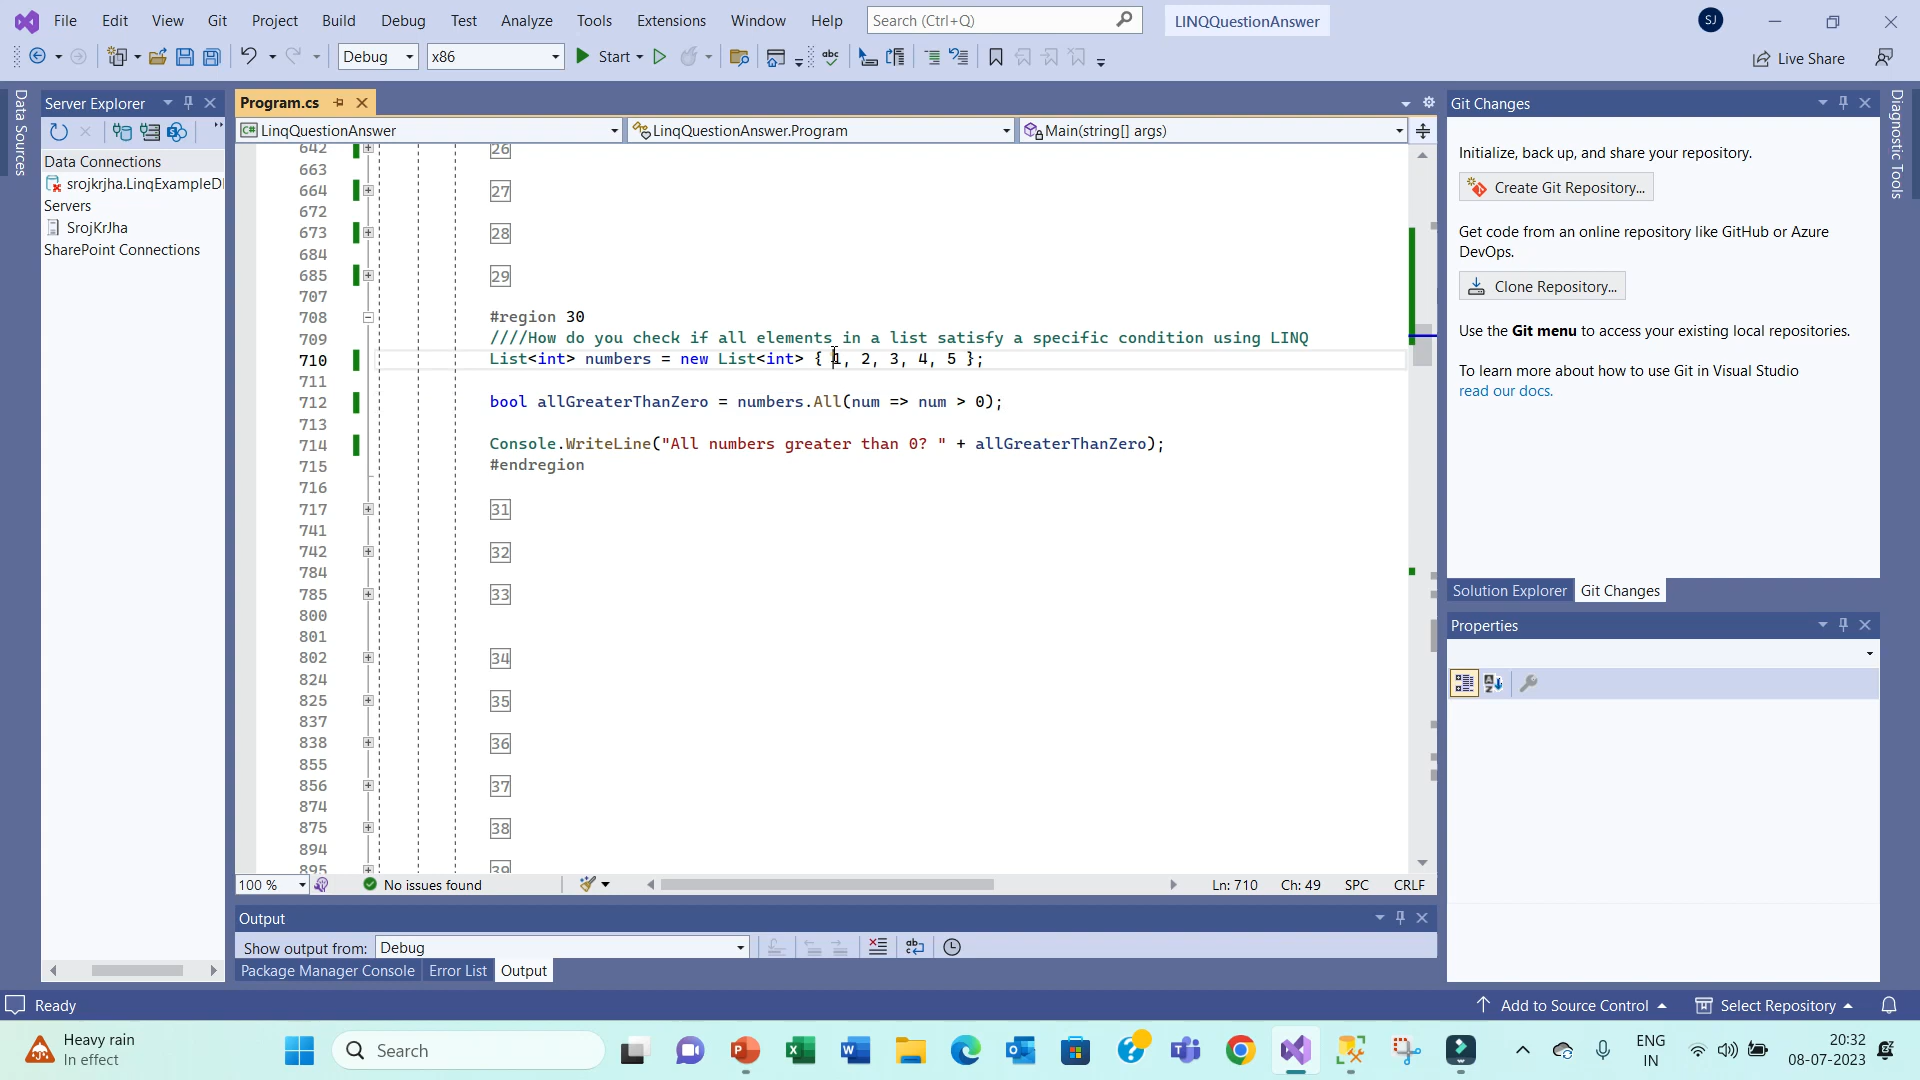 File Edit View Git Project Build Debug Test Analyze Tools Extensions Window Help Search (Ctrl+Q) LINQQuestionAnswer SJ
Debug x86 Start Live Share
Data Sources
Server Explorer
Data Connections
srojkrjha.LinqExampleD
Servers
SrojKrJha
SharePoint Connections
Program.cs
LinqQuestionAnswer LinqQuestionAnswer.Program Main(string[] args)
642 26
663
664 27
672
673 28
684
685 29
707
708 #region 30
709 ////How do you check if all elements in a list satisfy a specific condition using LINQ
710 List<int> numbers = new List<int> { 1, 2, 3, 4, 5 };
711
712 bool allGreaterThanZero = numbers.All(num => num > 0);
713
714 Console.WriteLine("All numbers greater than 0? " + allGreaterThanZero);
715 #endregion
716
717 31
741
742 32
784
785 33
800
801
802 34
824
825 35
837
838 36
855
856 37
874
875 38
894
895 39
100 % No issues found Ln: 710 Ch: 49 SPC CRLF
Output
Show output from: Debug
Package Manager Console Error List Output
Git Changes
Initialize, back up, and share your repository.
Create Git Repository...
Get code from an online repository like GitHub or Azure
DevOps.
Clone Repository...
Use the Git menu to access your existing local repositories.
To learn more about how to use Git in Visual Studio
read our docs.
Solution Explorer Git Changes
Properties
Diagnostic Tools
Ready Add to Source Control Select Repository
Heavy rain
In effect
Search
ENG
IN
20:32
08-07-2023